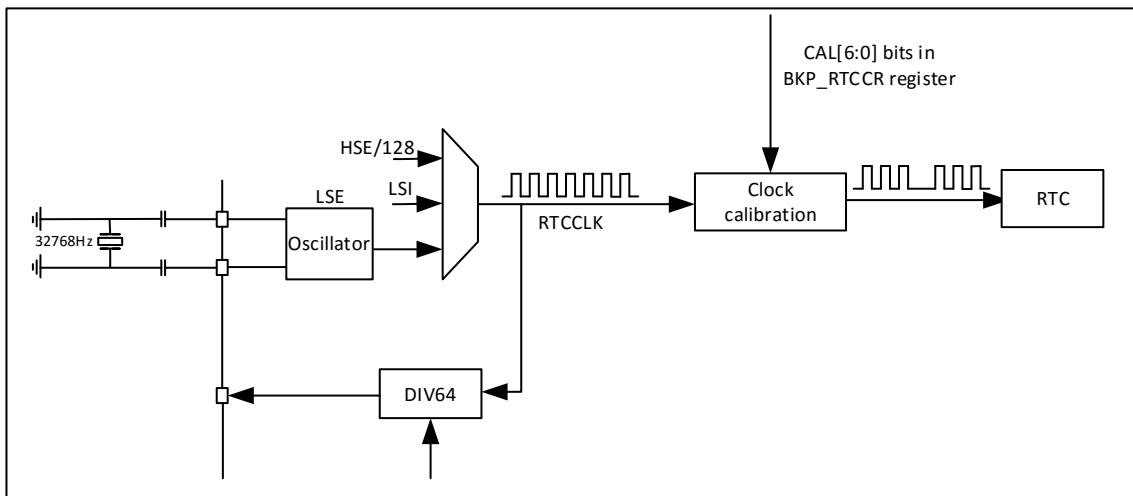 CAL[6:0] bits in
BKP_RTCCR register
HSE/128
LSI
LSE
32768Hz
Oscillator
RTCCLK
Clock
calibration
RTC
DIV64